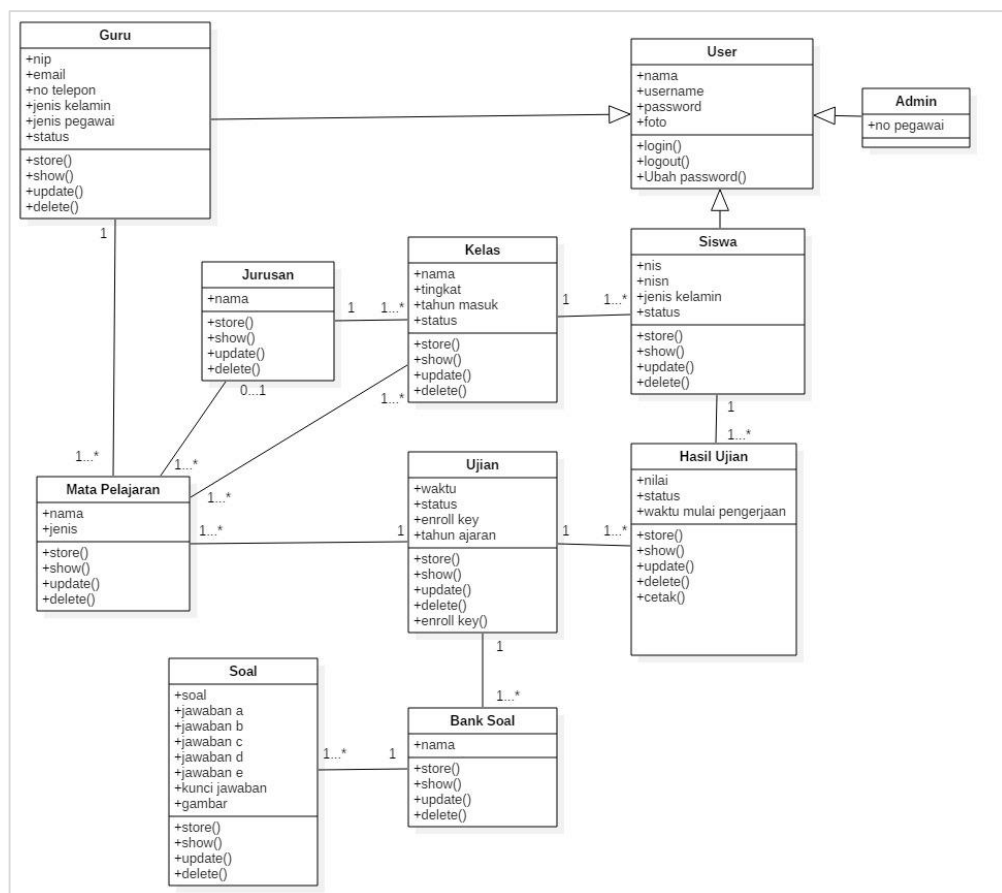 Guru
+nip
+email
+no telepon
+jenis kelamin
+jenis pegawai
+status
+store()
+show()
+update()
+delete()
User
+nama
+username
+password
+foto
+login()
+logout()
+Ubah password()
Admin
+no pegawai
1
Jurusan
+nama
+store()
+show()
+update()
+delete()
1
1...*
Kelas
+nama
+tingkat
+tahun masuk
+status
+store()
+show()
+update()
+delete()
1
1...*
Siswa
+nis
+nisn
+jenis kelamin
+status
+store()
+show()
+update()
+delete()
0...1
1...*
1
1...*
1...*
1...*
1...*
Mata Pelajaran
+nama
+jenis
+store()
+show()
+update()
+delete()
1...*
1
Ujian
+waktu
+status
+enroll key
+tahun ajaran
+store()
+show()
+update()
+delete()
+enroll key()
1
1...*
Hasil Ujian
+nilai
+status
+waktu mulai pengerjaan
+store()
+show()
+update()
+delete()
+cetak()
1
1...*
Soal
+soal
+jawaban a
+jawaban b
+jawaban c
+jawaban d
+jawaban e
+kunci jawaban
+gambar
+store()
+show()
+update()
+delete()
1...*
1
Bank Soal
+nama
+store()
+show()
+update()
+delete()